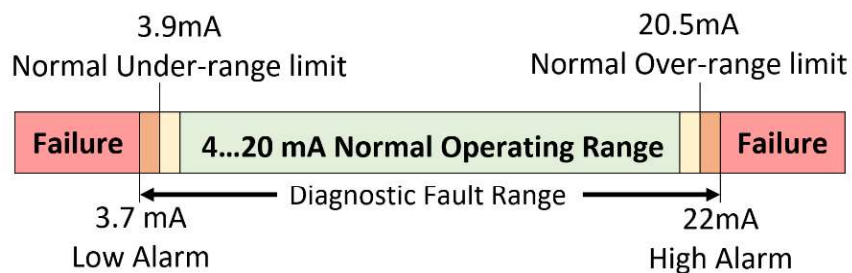 3.9mA
Normal Under-range limit
20.5mA
Normal Over-range limit
Failure
4...20 mA Normal Operating Range
Failure
Diagnostic Fault Range
3.7 mA
Low Alarm
22mA
High Alarm